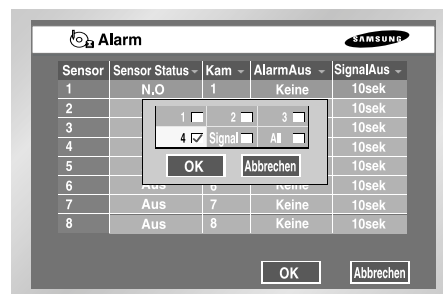 Alarm SAMSUNG
Sensor Sensor Status Kam AlarmAus SignalAus
1 N.O 1 Keine 10sek
2 10sek
3 10sek
4 10sek
5 10sek
6 Aus 6 Keine 10sek
7 Aus 7 Keine 10sek
8 Aus 8 Keine 10sek
1 2 3
4 Signal All
OK Abbrechen
OK Abbrechen